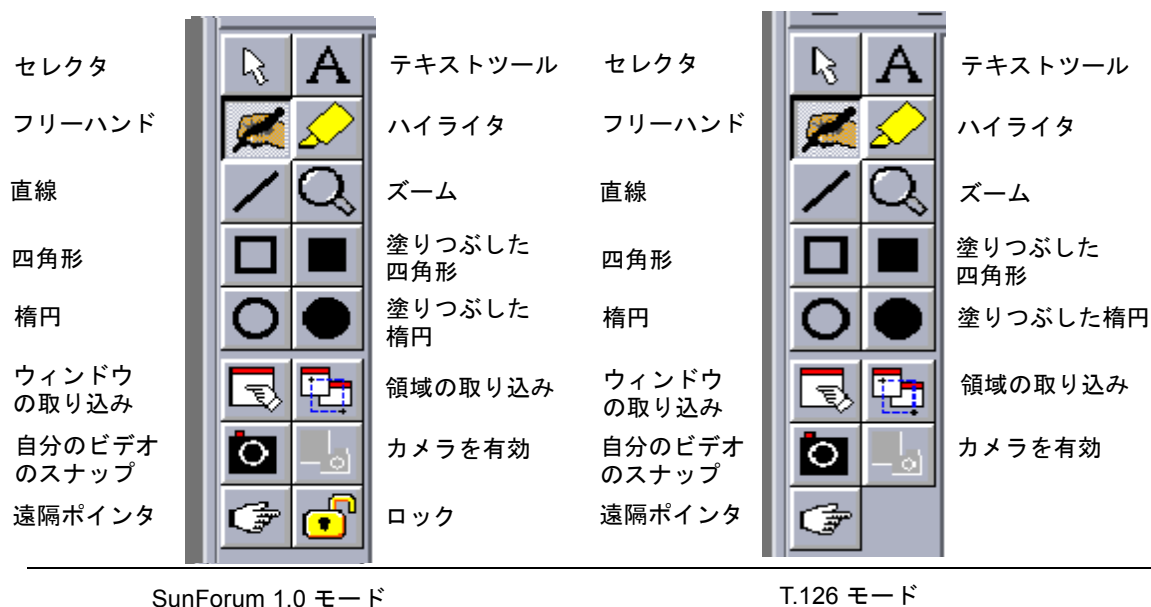 セレクタ
テキストツール
フリーハンド
ハイライタ
直線
ズーム
四角形
塗りつぶした
四角形
楕円
塗りつぶした
楕円
ウィンドウ
の取り込み
領域の取り込み
自分のビデオ
のスナップ
カメラを有効
遠隔ポインタ
ロック
SunForum 1.0 モード
セレクタ
テキストツール
フリーハンド
ハイライタ
直線
ズーム
四角形
塗りつぶした
四角形
楕円
塗りつぶした楕円
ウィンドウ
の取り込み
領域の取り込み
自分のビデオ
のスナップ
カメラを有効
遠隔ポインタ
T.126 モード